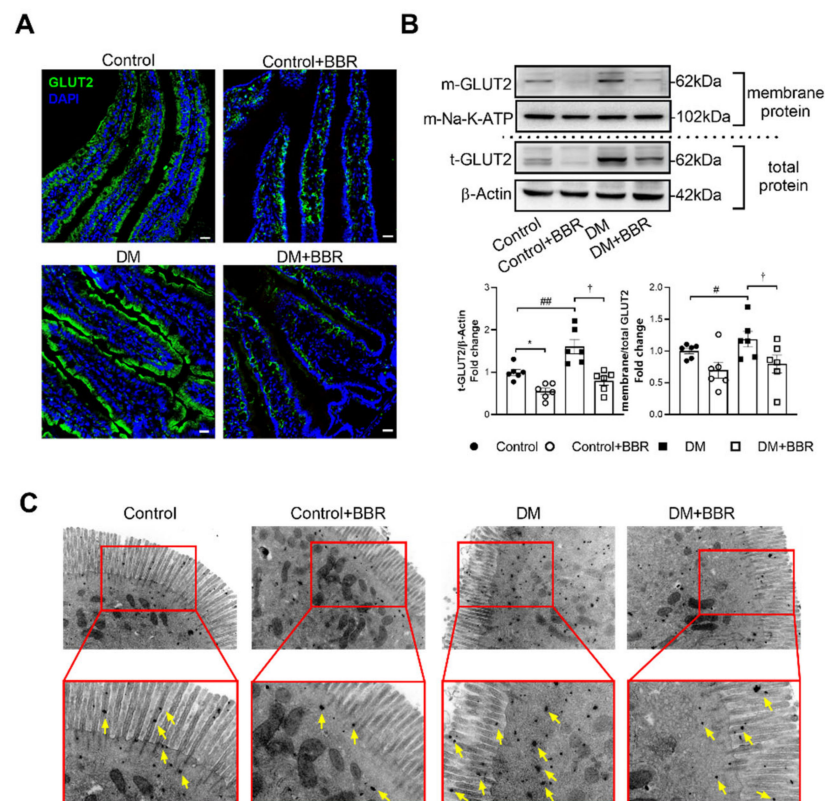 A
Control
Control+BBR
GLUT2
DAPI
DM
DM+BBR
B
m-GLUT2
-62kDa
m-Na-K-ATP
-102kDa
membrane
protein
t-GLUT2
-62kDa
β-Actin
-42kDa
total
protein
Control
Control+BBR
DM
DM+BBR
t-GLUT2/β-Actin
Fold change
3
2
1
0
*
##
†
membrane/total GLUT2
Fold change
2.0
1.5
1.0
0.5
0.0
#
†
Control
Control+BBR
DM
DM+BBR
C
Control
Control+BBR
DM
DM+BBR